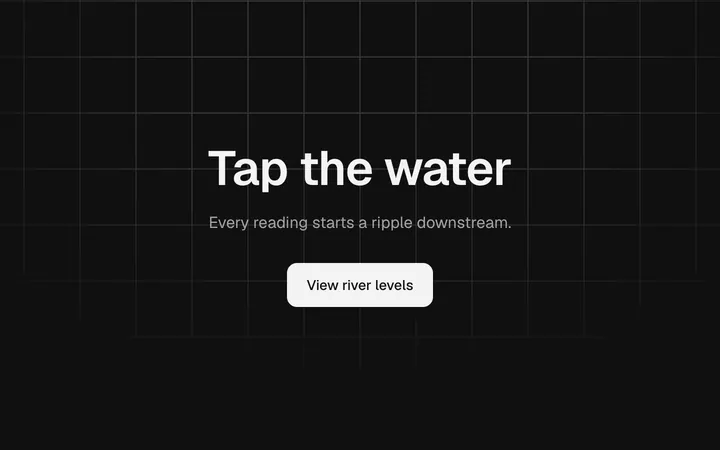 Tap the water
Every reading starts a ripple downstream.
View river levels